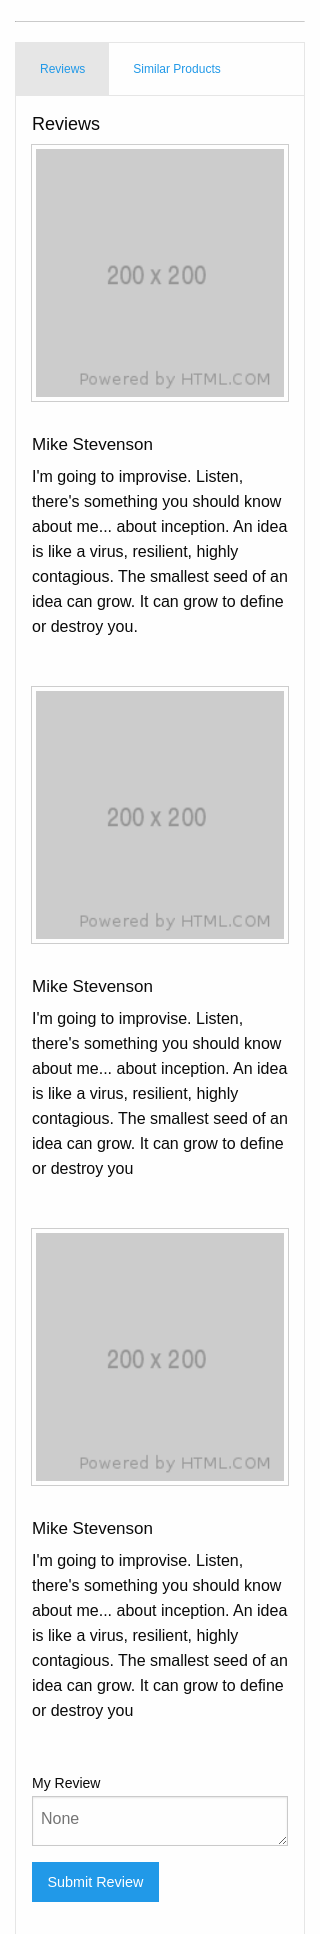 Reviews
Similar Products
Reviews
200 x 200
Powered by HTML.COM
Mike Stevenson
I'm going to improvise. Listen,
there's something you should know
about me... about inception. An idea
is like a virus, resilient, highly
contagious. The smallest seed of an
idea can grow. It can grow to define
or destroy you.
200 x 200
Powered by HTML.COM
Mike Stevenson
I'm going to improvise. Listen,
there's something you should know
about me... about inception. An idea
is like a virus, resilient, highly
contagious. The smallest seed of an
idea can grow. It can grow to define
or destroy you
200 x 200
Powered by HTML.COM
Mike Stevenson
I'm going to improvise. Listen,
there's something you should know
about me... about inception. An idea
is like a virus, resilient, highly
contagious. The smallest seed of an
idea can grow. It can grow to define
or destroy you
My Review
None
Submit Review